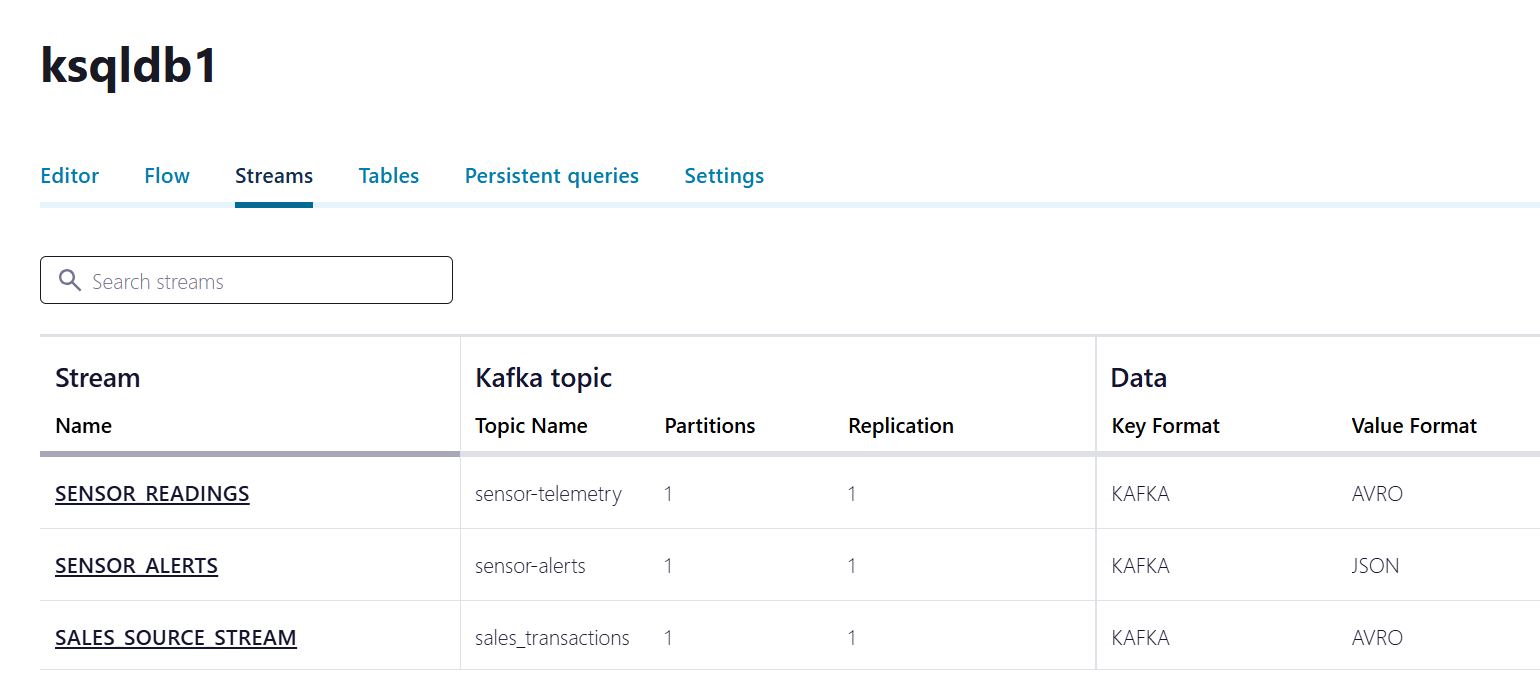 ksqldb1
Editor Flow Streams Tables Persistent queries Settings
Search streams
Stream Kafka topic Data
Name Topic Name Partitions Replication Key Format Value Format
SENSOR_READINGS sensor-telemetry 1 1 KAFKA AVRO
SENSOR_ALERTS sensor-alerts 1 1 KAFKA JSON
SALES_SOURCE_STREAM sales_transactions 1 1 KAFKA AVRO